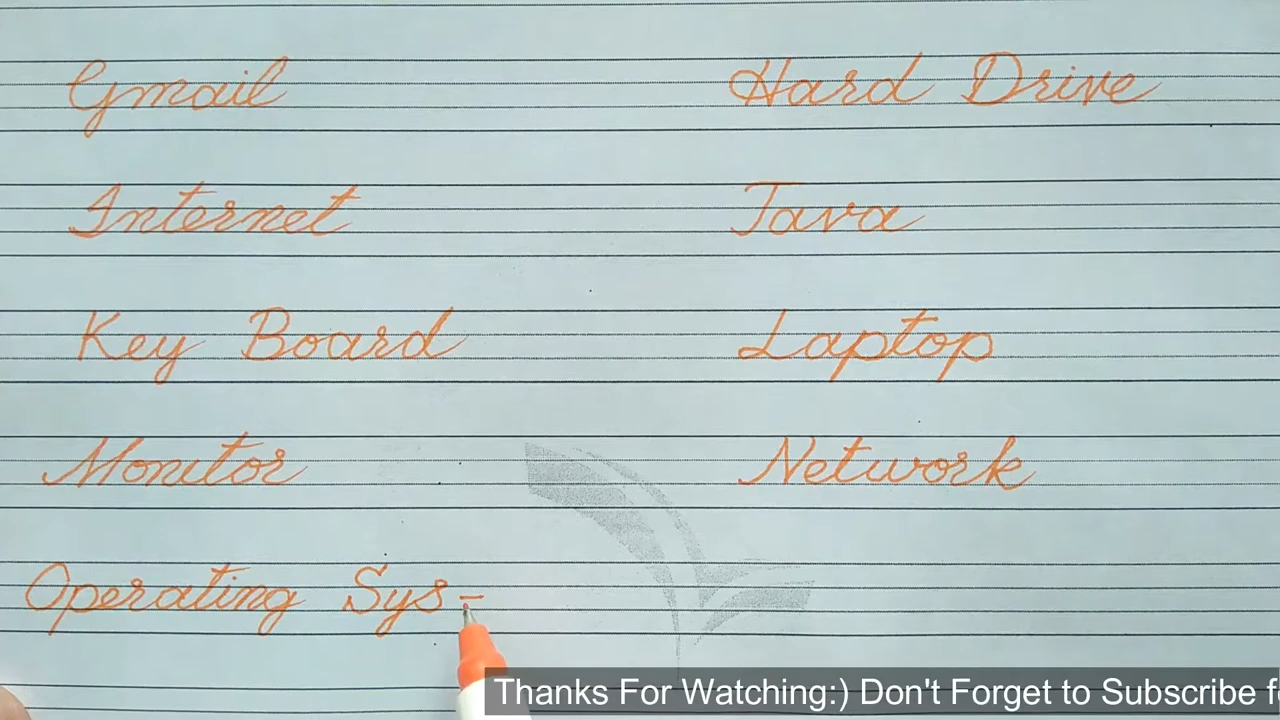 Gmail Hard Drive
Internet Java
Key Board Laptop
Monitor Network
Operating Sys-
Thanks For Watching:) Don't Forget to Subscribe f